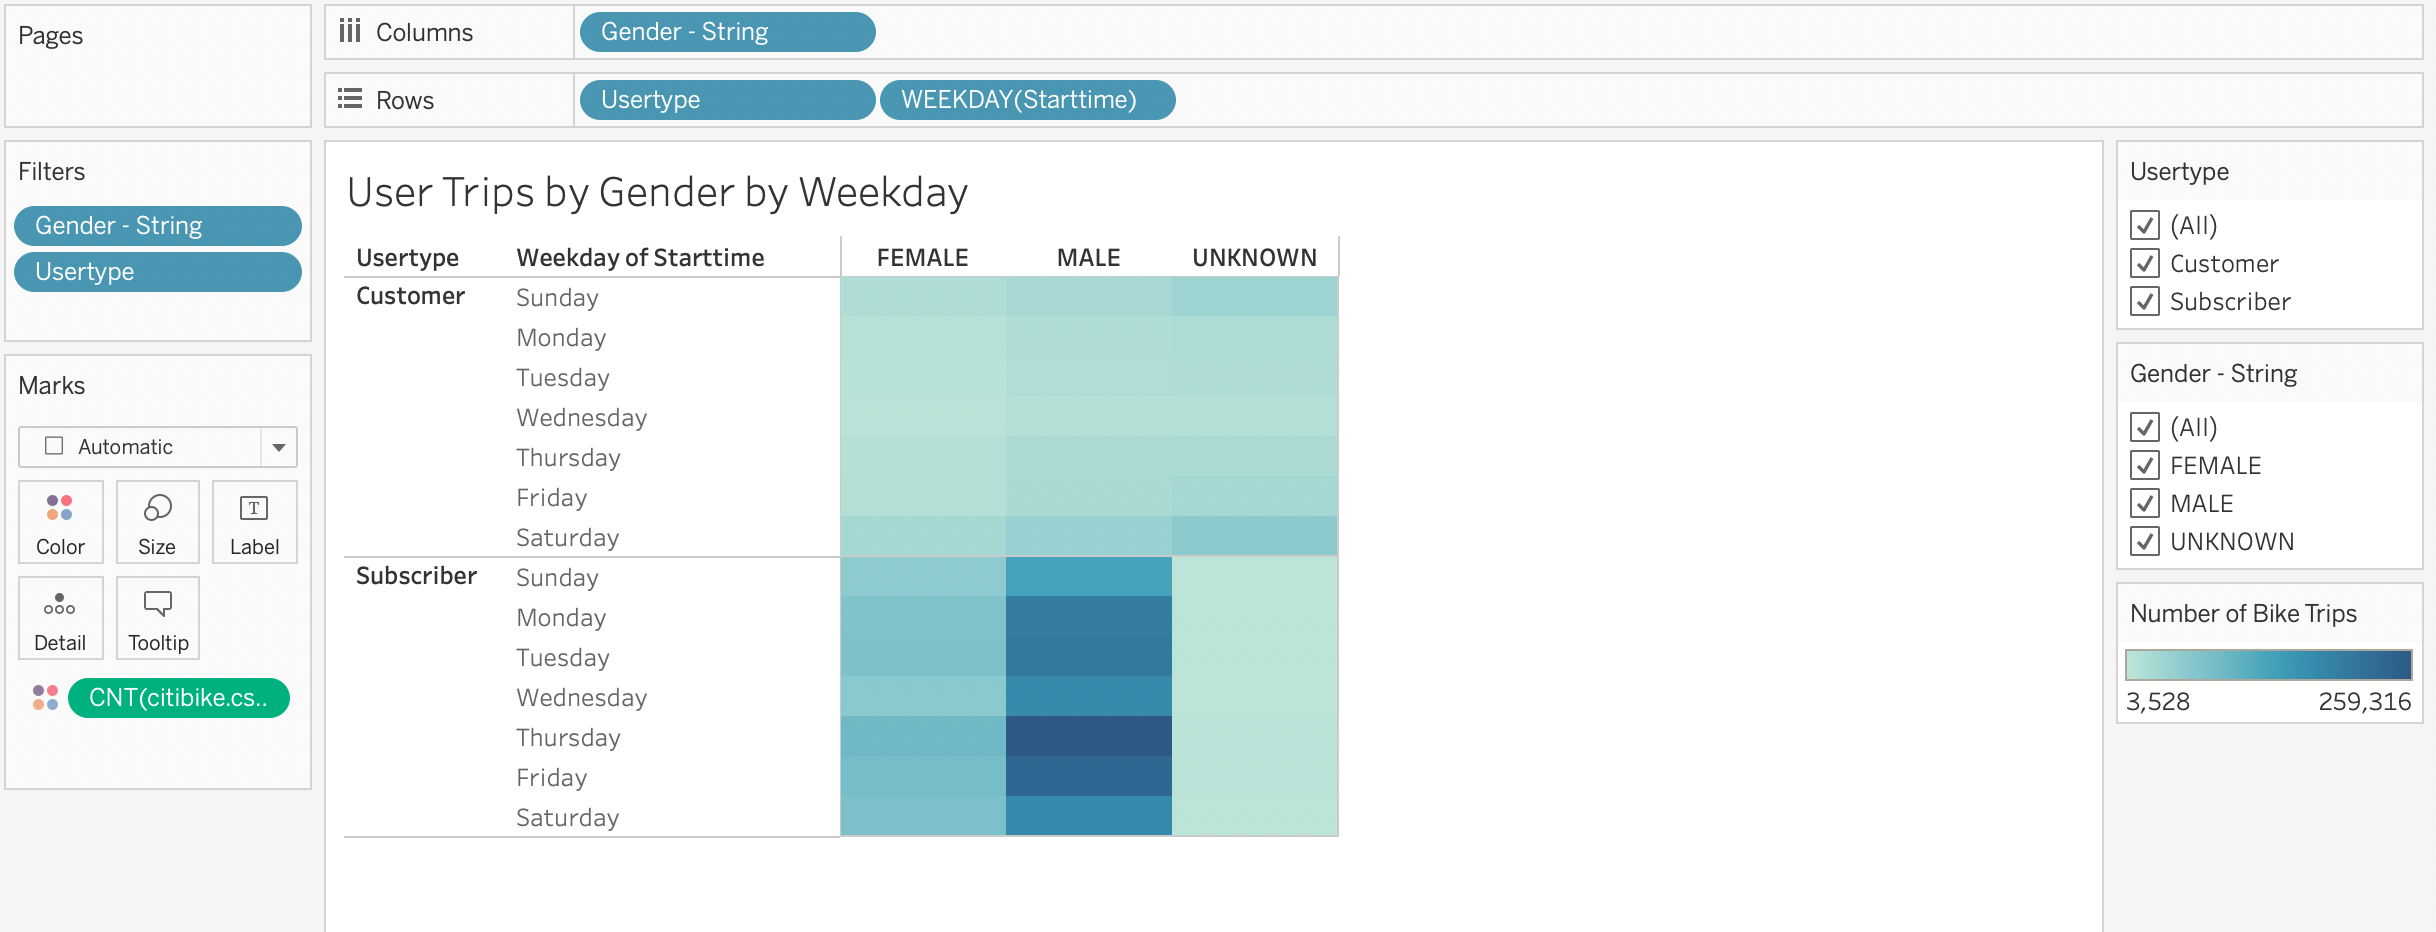 Pages
Columns
Gender - String
Rows
Usertype
WEEKDAY(Starttime)
Filters
Gender - String
Usertype
Marks
Automatic
Color
Size
T
Label
Detail
Tooltip
CNT(citibike.cs..
User Trips by Gender by Weekday
Usertype
Weekday of Starttime
FEMALE
MALE
UNKNOWN
Customer
Sunday
Monday
Tuesday
Wednesday
Thursday
Friday
Saturday
Subscriber
Sunday
Monday
Tuesday
Wednesday
Thursday
Friday
Saturday
Usertype
(All)
Customer
Subscriber
Gender - String
(All)
FEMALE
MALE
UNKNOWN
Number of Bike Trips
3,528
259,316